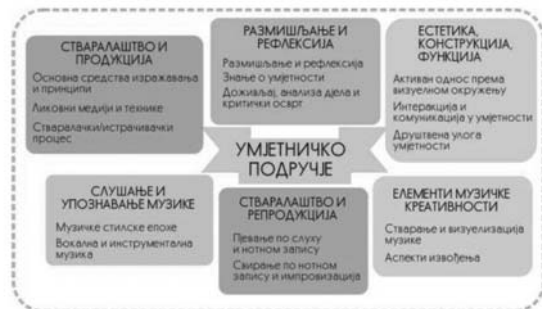 СТВАРАЛАШТВО И
ПРОДУКЦИЈА
Основна средства изражавања
и принципи
Ликовни медији и технике
Стваралачки/истрачивачки
процес
РАЗМИШЉАЊЕ И
РЕФЛЕКСИЈА
Размишљање и рефлексија
Знање о умјетности
Доживљај, анализа дјела и
критички осврт
ЕСТЕТИКА,
КОНСТРУКЦИЈА,
ФУНКЦИЈА
Активан однос према
визуелном окружењу
Интеракција и
комуникација у умјетности
Друштвена улога
умјетности
УМЈЕТНИЧКО
ПОДРУЧЈЕ
СЛУШАЊЕ И
УПОЗНАВАЊЕ МУЗИКЕ
Музичке стилске епохе
Вокална и инструментална
музика
СТВАРАЛАШТВО И
РЕПРОДУКЦИЈА
Пјевање по слуху
и нотном запису
Свирање по нотном
запису и импровизација
ЕЛЕМЕНТИ МУЗИЧКЕ
КРЕАТИВНОСТИ
Стварање и визуелизација
музике
Аспекти извођења